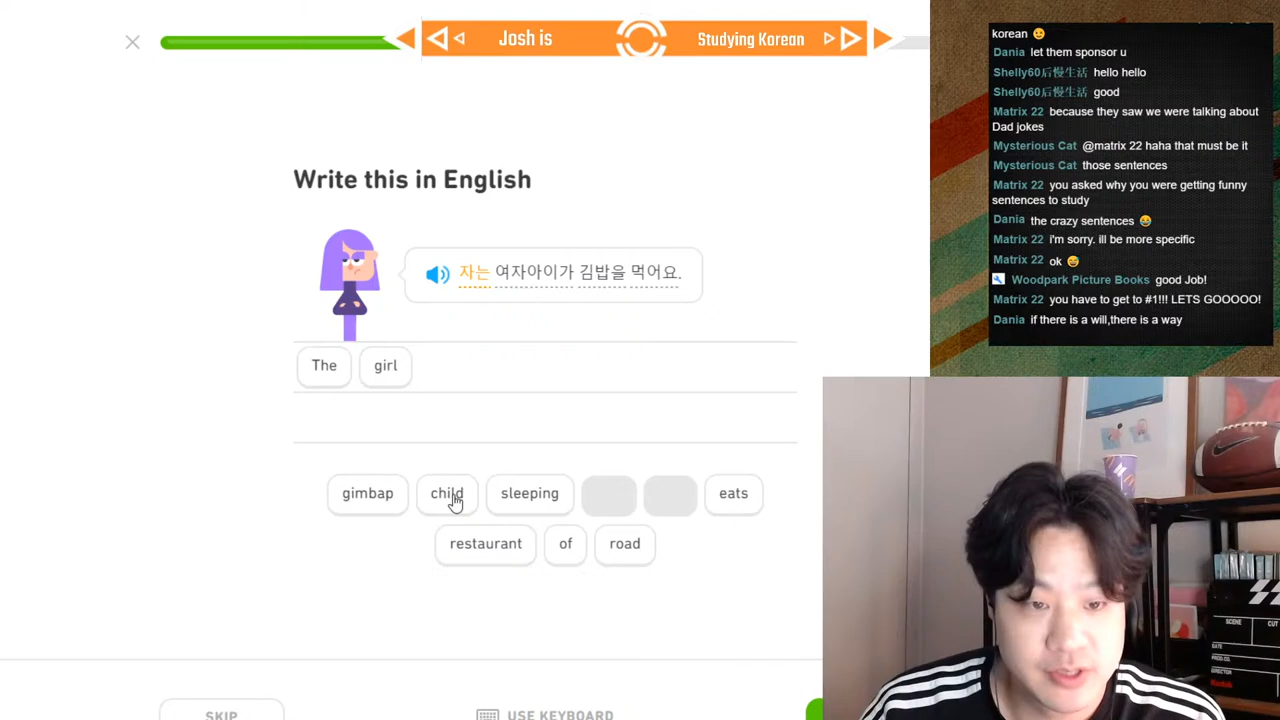 Josh is
Studying Korean
Write this in English
자는 여자아이가 김밥을 먹어요.
The girl
gimbap child sleeping eats
restaurant of road
SKIP
USE KEYBOARD
korean 😉
Dania let them sponsor u
Shelly60后慢生活 hello hello
Shelly60后慢生活 good
Matrix 22 because they saw we were talking about
Dad jokes
Mysterious Cat @matrix 22 haha that must be it
Mysterious Cat those sentences
Matrix 22 you asked why you were getting funny
sentences to study
Dania the crazy sentences 😂
Matrix 22 i'm sorry. ill be more specific
Matrix 22 ok 😅
Woodpark Picture Books good Job!
Matrix 22 you have to get to #1!!! LETS GOOOOO!
Dania if there is a will,there is a way
SCENE
CUT
DATE
PROD.CO.
DIRECTOR
Kodak